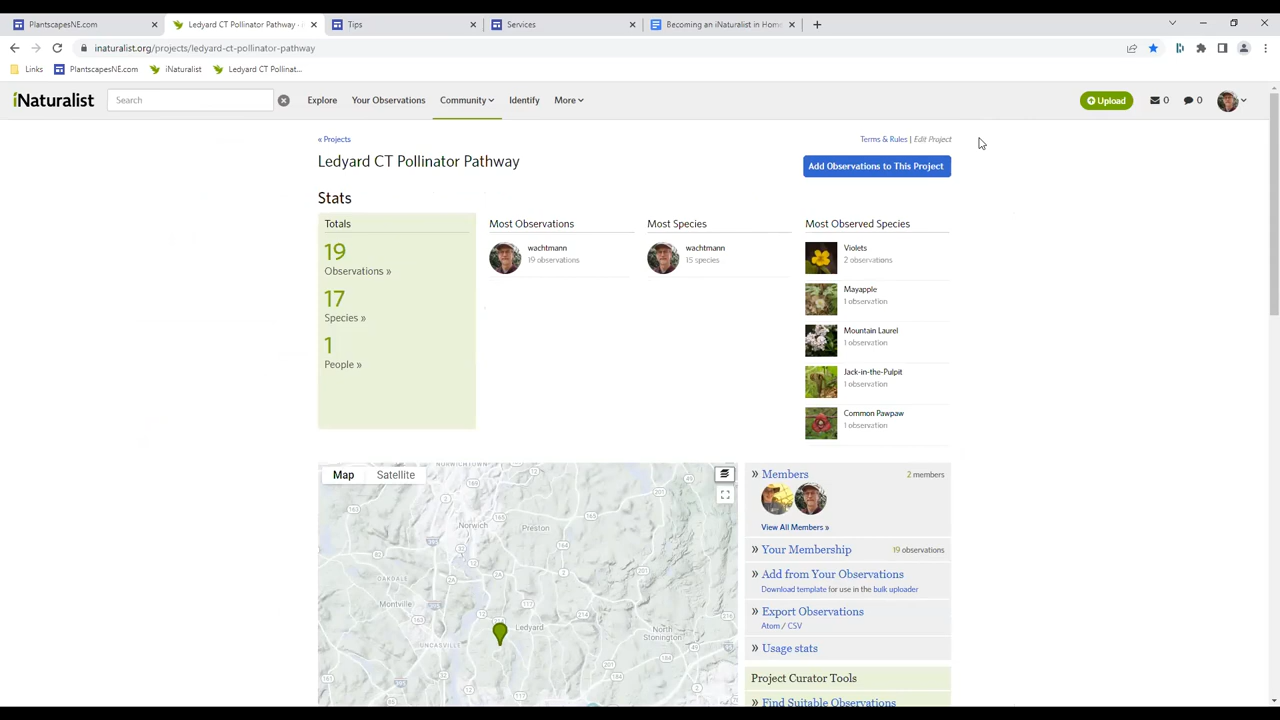 PlantscapesNE.com
Ledyard CT Pollinator Pathway ·
Tips
Services
Becoming an iNaturalist in Hom
inaturalist.org/projects/ledyard-ct-pollinator-pathway
Links
PlantscapesNE.com
iNaturalist
Ledyard CT Pollinat...
iNaturalist
Search
Explore
Your Observations
Community
Identify
More
Upload
0
0
« Projects
Terms & Rules | Edit Project
Ledyard CT Pollinator Pathway
Add Observations to This Project
Stats
Totals
19
Observations »
17
Species »
1
People »
Most Observations
wachtmann
19 observations
Most Species
wachtmann
15 species
Most Observed Species
Violets
2 observations
Mayapple
1 observation
Mountain Laurel
1 observation
Jack-in-the-Pulpit
1 observation
Common Pawpaw
1 observation
Map
Satellite
NORWICHTOWN
Norwich
Preston
OAKDALE
Montville
UNCASVILLE
Ledyard
North
Stonington
» Members
2 members
View All Members »
» Your Membership
19 observations
» Add from Your Observations
Download template for use in the bulk uploader
» Export Observations
Atom / CSV
» Usage stats
Project Curator Tools
» Find Suitable Observations